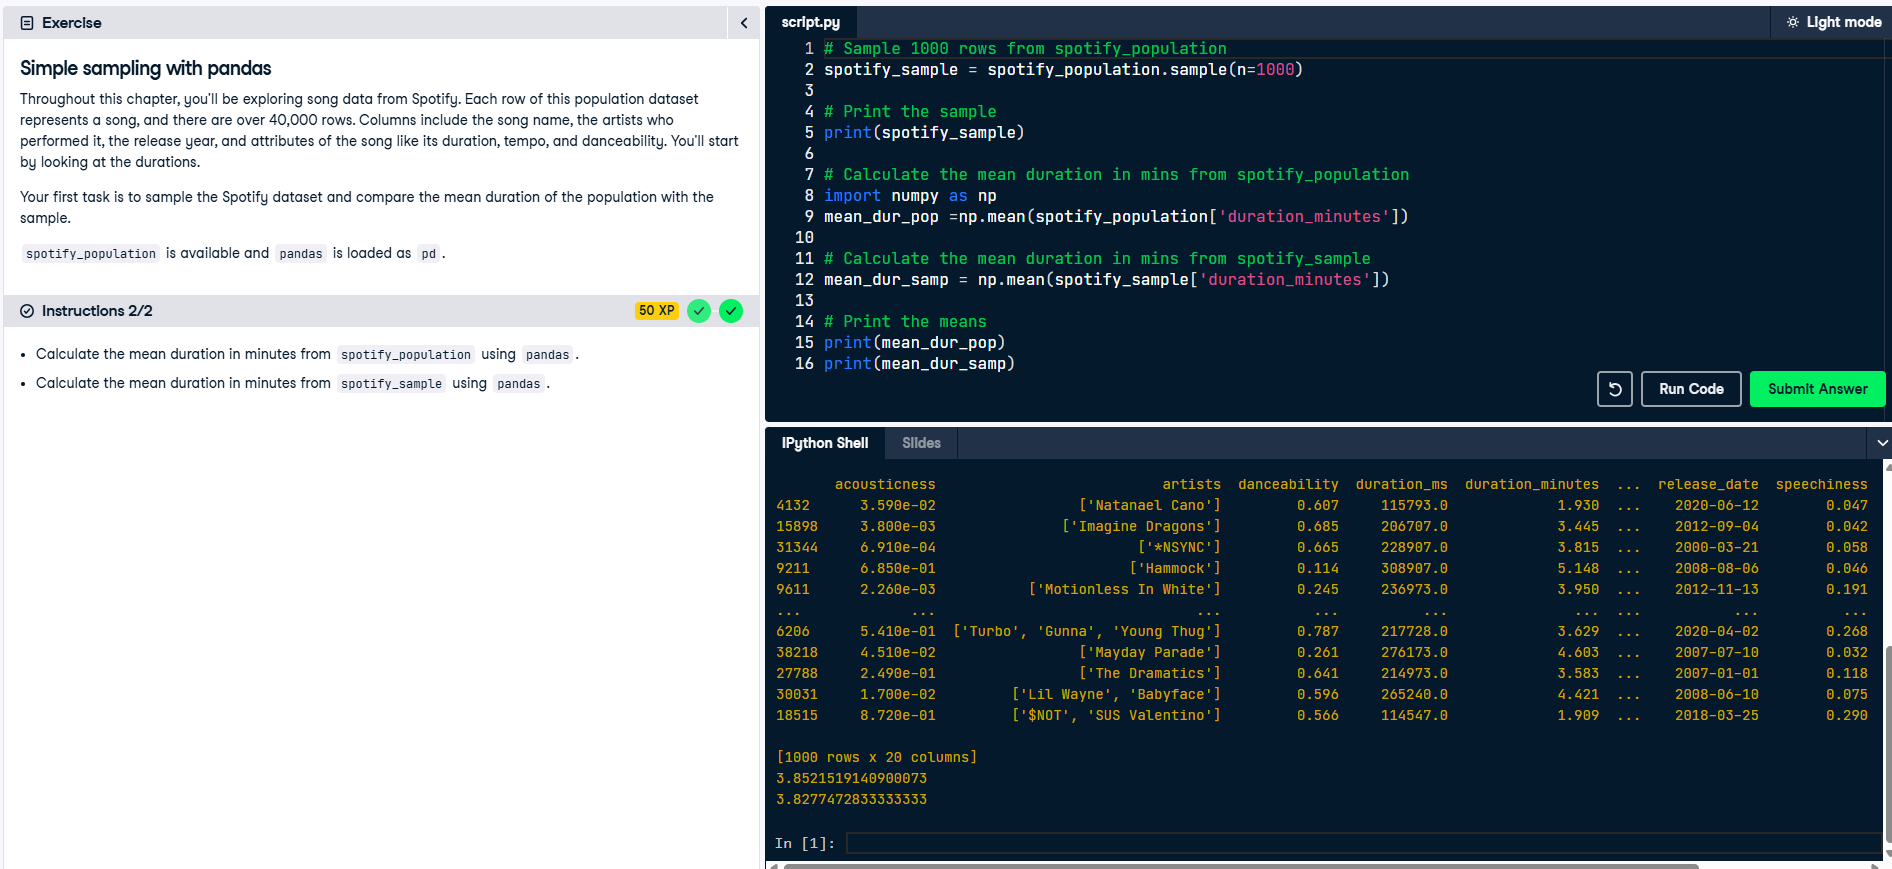 Exercise
Simple sampling with pandas
Throughout this chapter, you'll be exploring song data from Spotify. Each row of this population dataset
represents a song, and there are over 40,000 rows. Columns include the song name, the artists who
performed it, the release year, and attributes of the song like its duration, tempo, and danceability. You'll start
by looking at the durations.
Your first task is to sample the Spotify dataset and compare the mean duration of the population with the
sample.
spotify_population is available and pandas is loaded as pd.
Instructions 2/2 50 XP
• Calculate the mean duration in minutes from spotify_population using pandas.
• Calculate the mean duration in minutes from spotify_sample using pandas.
script.py Light mode
1 # Sample 1000 rows from spotify_population
2 spotify_sample = spotify_population.sample(n=1000)
3
4 # Print the sample
5 print(spotify_sample)
6
7 # Calculate the mean duration in mins from spotify_population
8 import numpy as np
9 mean_dur_pop =np.mean(spotify_population['duration_minutes'])
10
11 # Calculate the mean duration in mins from spotify_sample
12 mean_dur_samp = np.mean(spotify_sample['duration_minutes'])
13
14 # Print the means
15 print(mean_dur_pop)
16 print(mean_dur_samp)
Run Code Submit Answer
IPython Shell Slides
acousticness artists danceability duration_ms duration_minutes ... release_date speechiness
4132 3.590e-02 ['Natanael Cano'] 0.607 115793.0 1.930 ... 2020-06-12 0.047
15898 3.800e-03 ['Imagine Dragons'] 0.685 206707.0 3.445 ... 2012-09-04 0.042
31344 6.910e-04 ['*NSYNC'] 0.665 228907.0 3.815 ... 2000-03-21 0.058
9211 6.850e-01 ['Hammock'] 0.114 308907.0 5.148 ... 2008-08-06 0.046
9611 2.260e-03 ['Motionless In White'] 0.245 236973.0 3.950 ... 2012-11-13 0.191
... ... ... ... ... ... ... ... ...
6206 5.410e-01 ['Turbo', 'Gunna', 'Young Thug'] 0.787 217728.0 3.629 ... 2020-04-02 0.268
38218 4.510e-02 ['Mayday Parade'] 0.261 276173.0 4.603 ... 2007-07-10 0.032
27788 2.490e-01 ['The Dramatics'] 0.641 214973.0 3.583 ... 2007-01-01 0.118
30031 1.700e-02 ['Lil Wayne', 'Babyface'] 0.596 265240.0 4.421 ... 2008-06-10 0.075
18515 8.720e-01 ['$NOT', 'SUS Valentino'] 0.566 114547.0 1.909 ... 2018-03-25 0.290
[1000 rows x 20 columns]
3.8521519140900073
3.8277472833333333
In [1]: